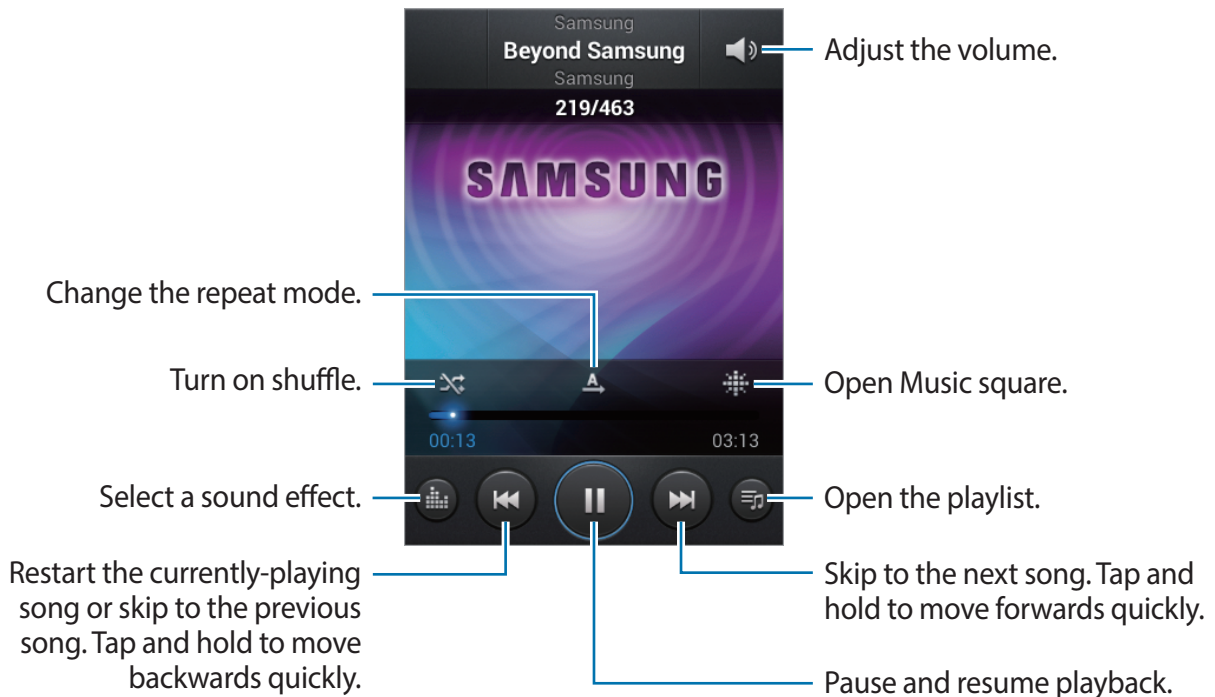 Samsung
Beyond Samsung
Samsung
219/463
SAMSUNG
Adjust the volume.
Change the repeat mode.
Turn on shuffle.
A
Open Music square.
00:13
03:13
Select a sound effect.
Open the playlist.
Restart the currently-playing
song or skip to the previous
song. Tap and hold to move
backwards quickly.
Skip to the next song. Tap and
hold to move forwards quickly.
Pause and resume playback.